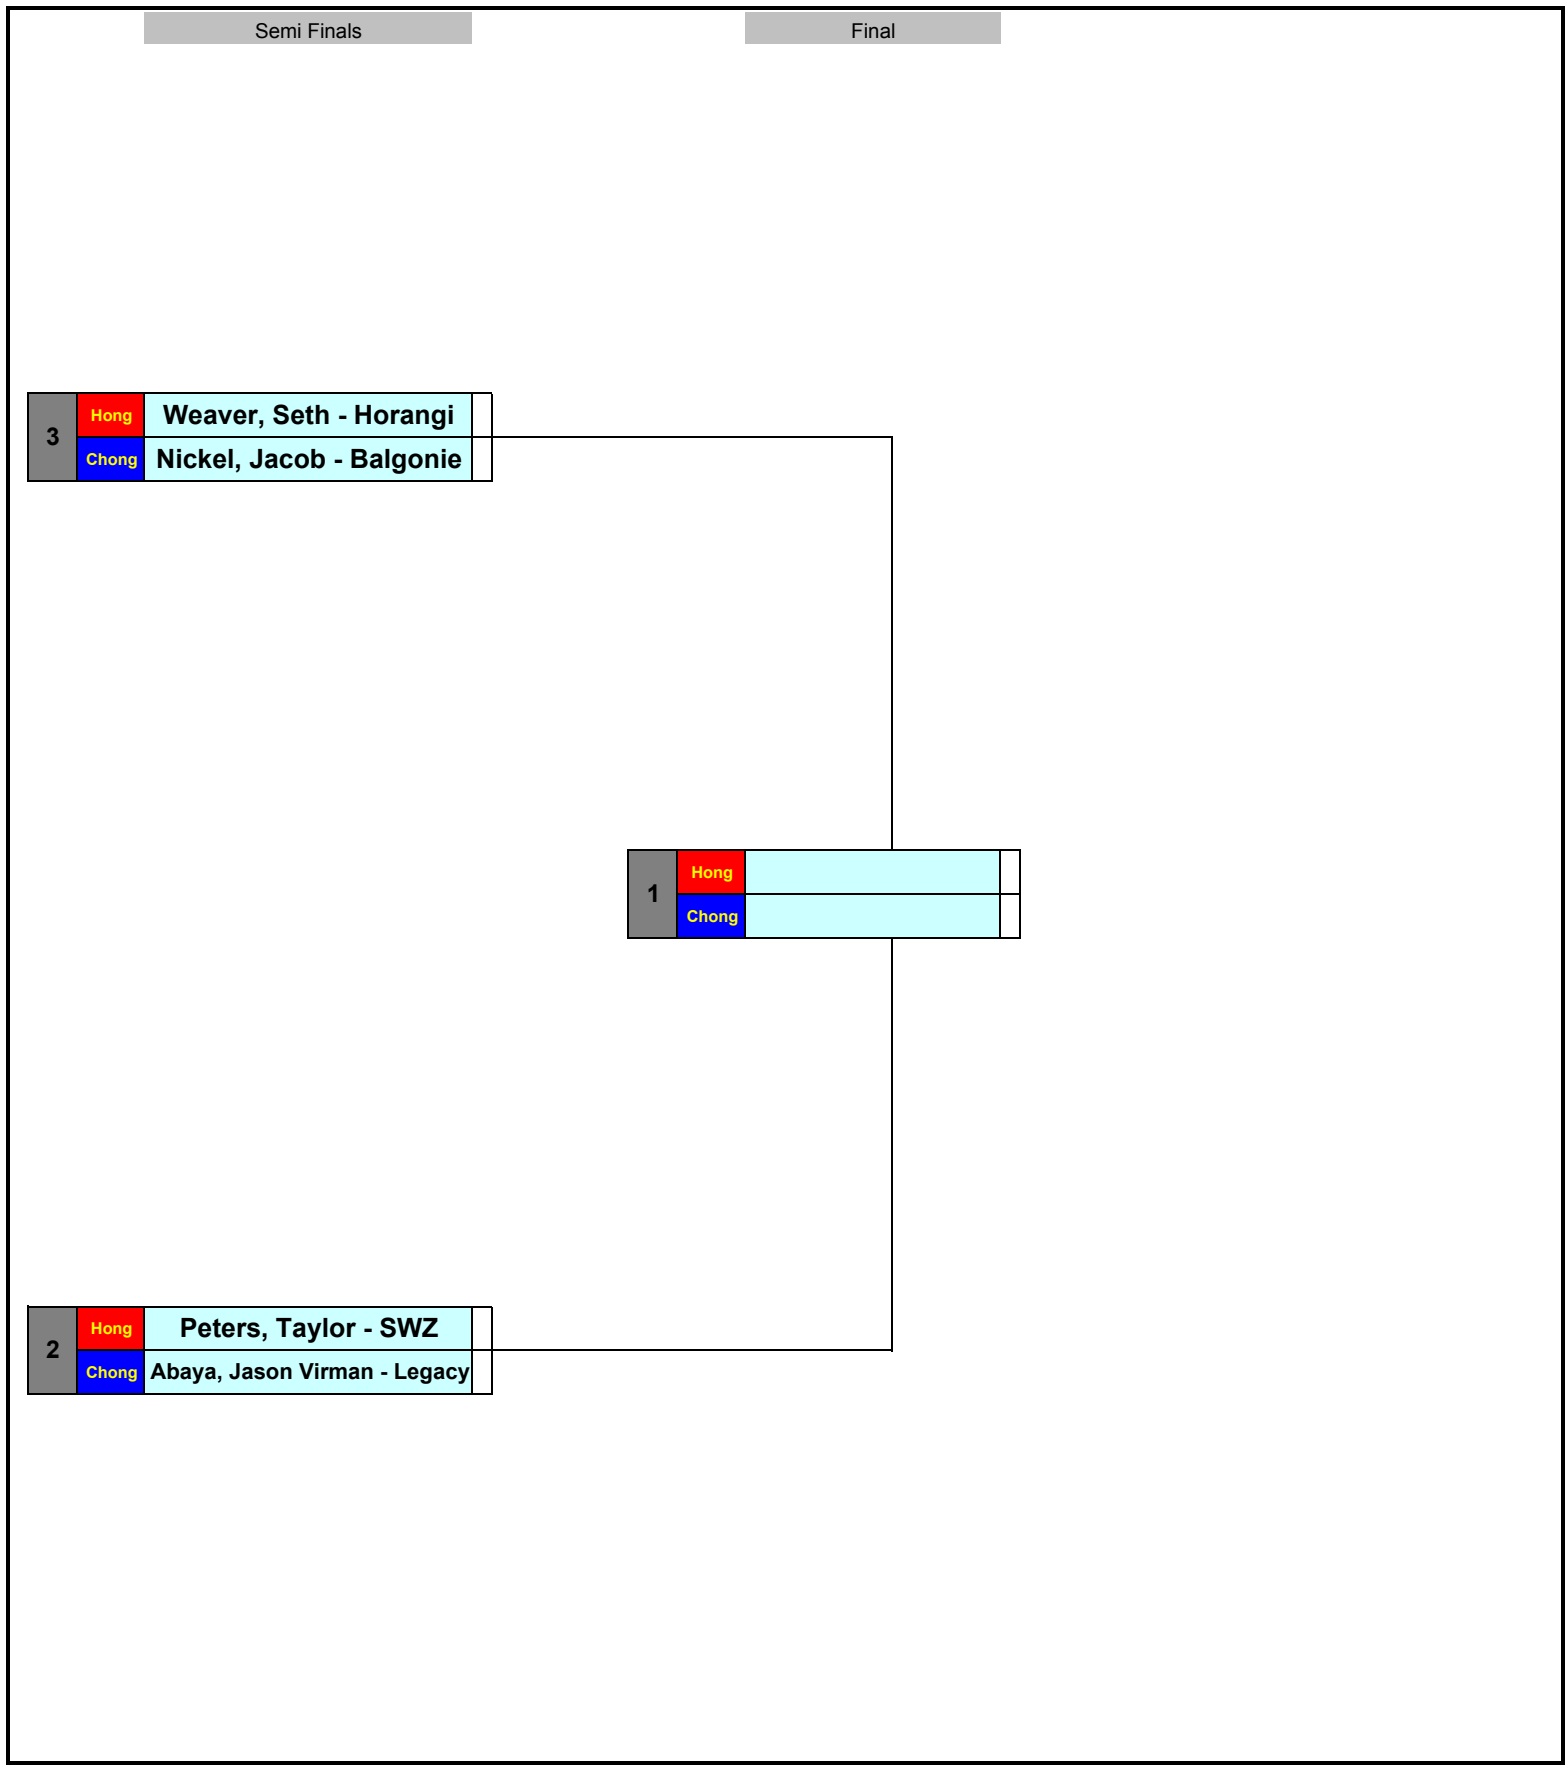 Semi Finals
Final
3
Hong
Weaver, Seth - Horangi
Chong
Nickel, Jacob - Balgonie
1
Hong
Chong
2
Hong
Peters, Taylor - SWZ
Chong
Abaya, Jason Virman - Legacy